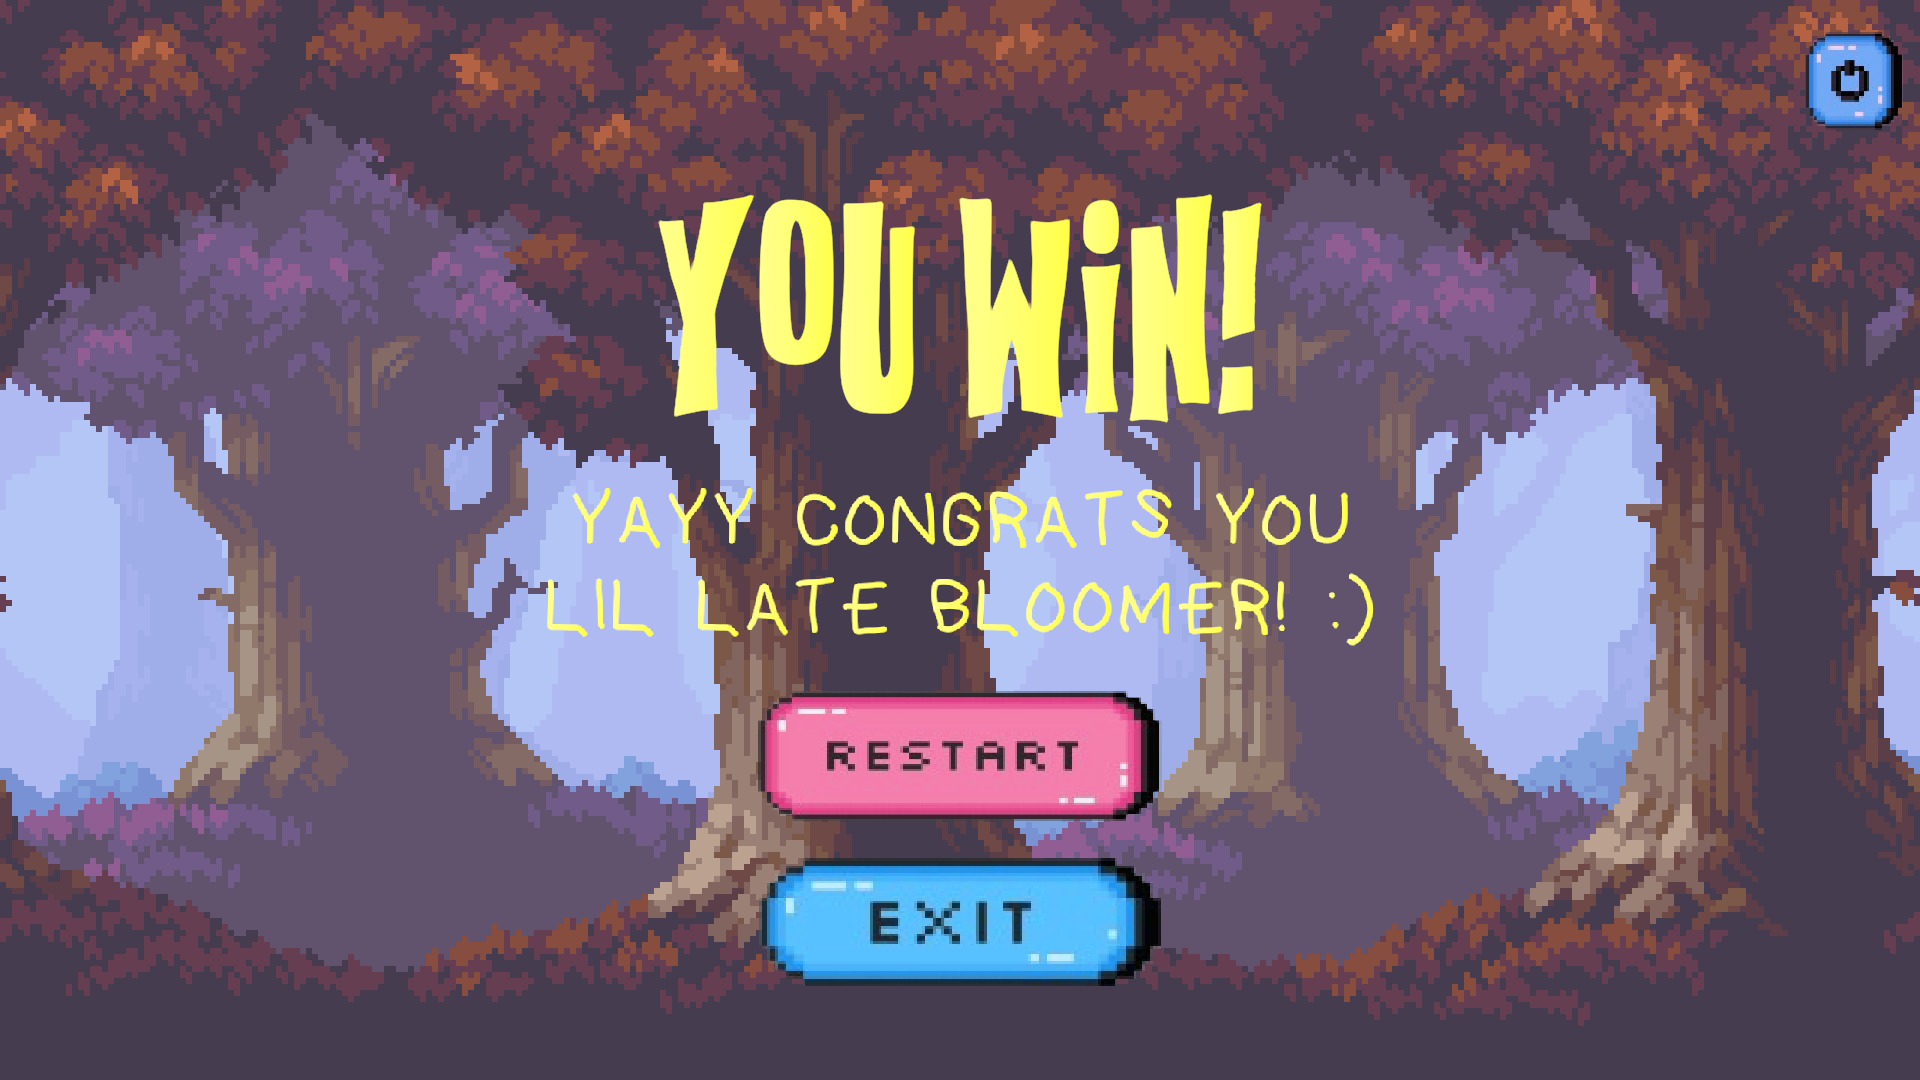 YOU WiN!
YAYY CONGRATS YOU
LIL LATE BLOOMER! :)
RESTART
EXIT